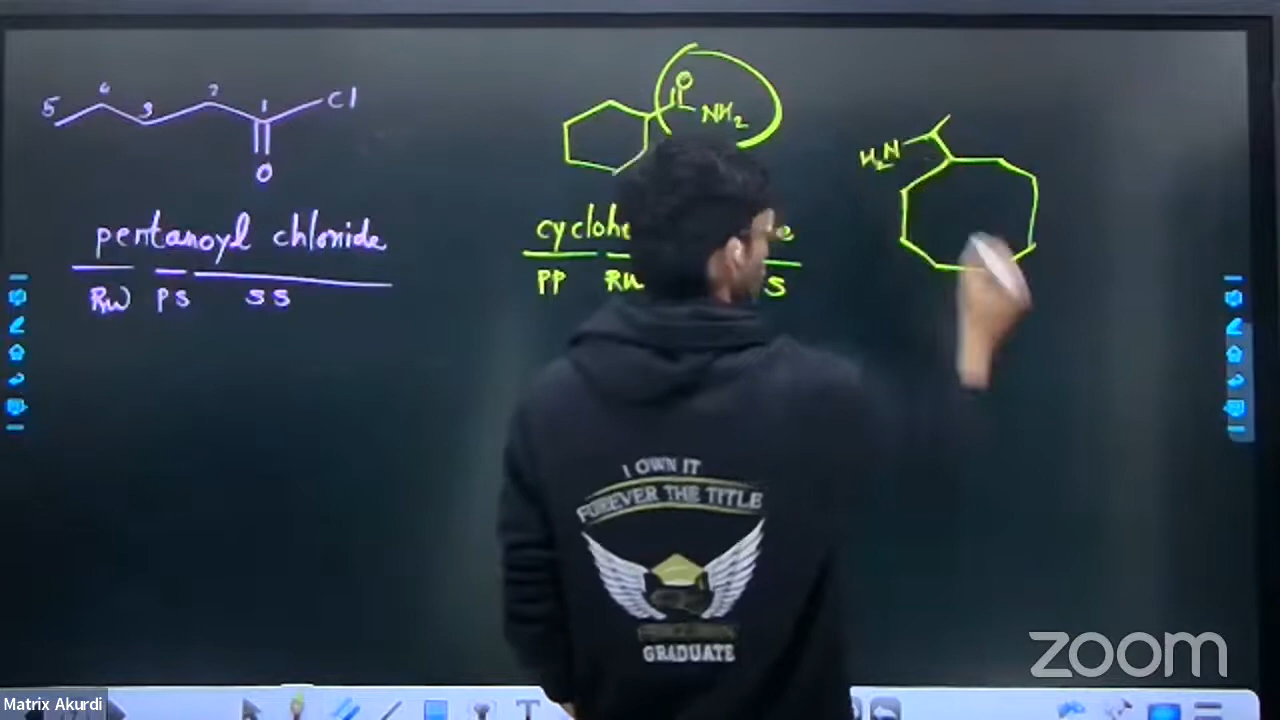 5 4 3 2 1 Cl
O
pentanoyl chloride
RW PS SS
O
NH2
PP RW S
H2N
I OWN IT
FOREVER THE TITLE
GRADUATE
zoom
Matrix Akurdi
T